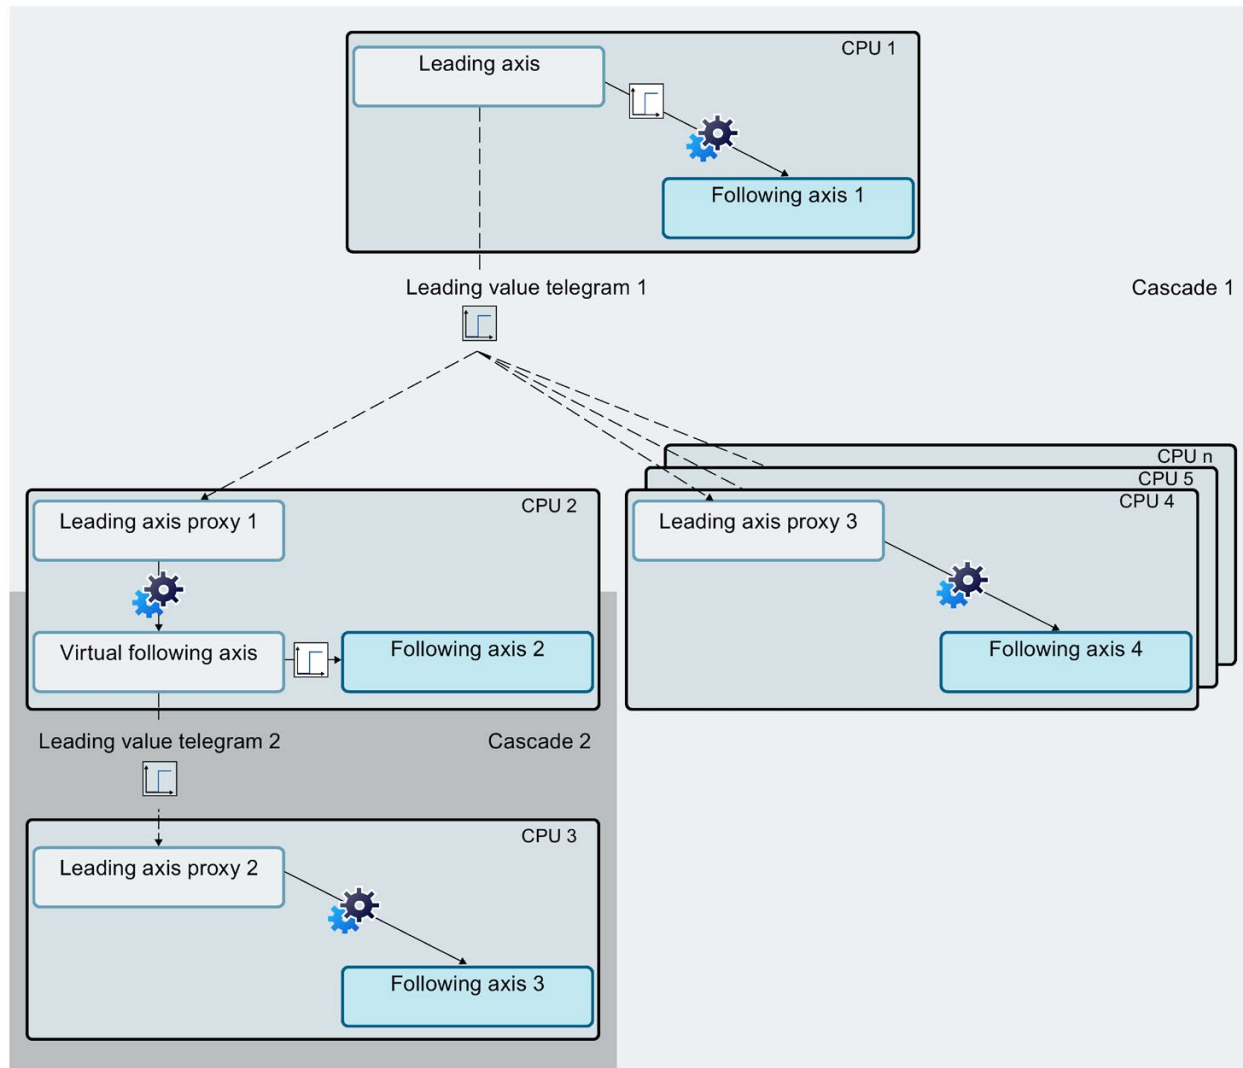 CPU 1
Leading axis
Following axis 1
Leading value telegram 1
Cascade 1
CPU n
CPU 5
CPU 4
CPU 2
Leading axis proxy 1
Leading axis proxy 3
Virtual following axis
Following axis 2
Following axis 4
Leading value telegram 2
Cascade 2
CPU 3
Leading axis proxy 2
Following axis 3